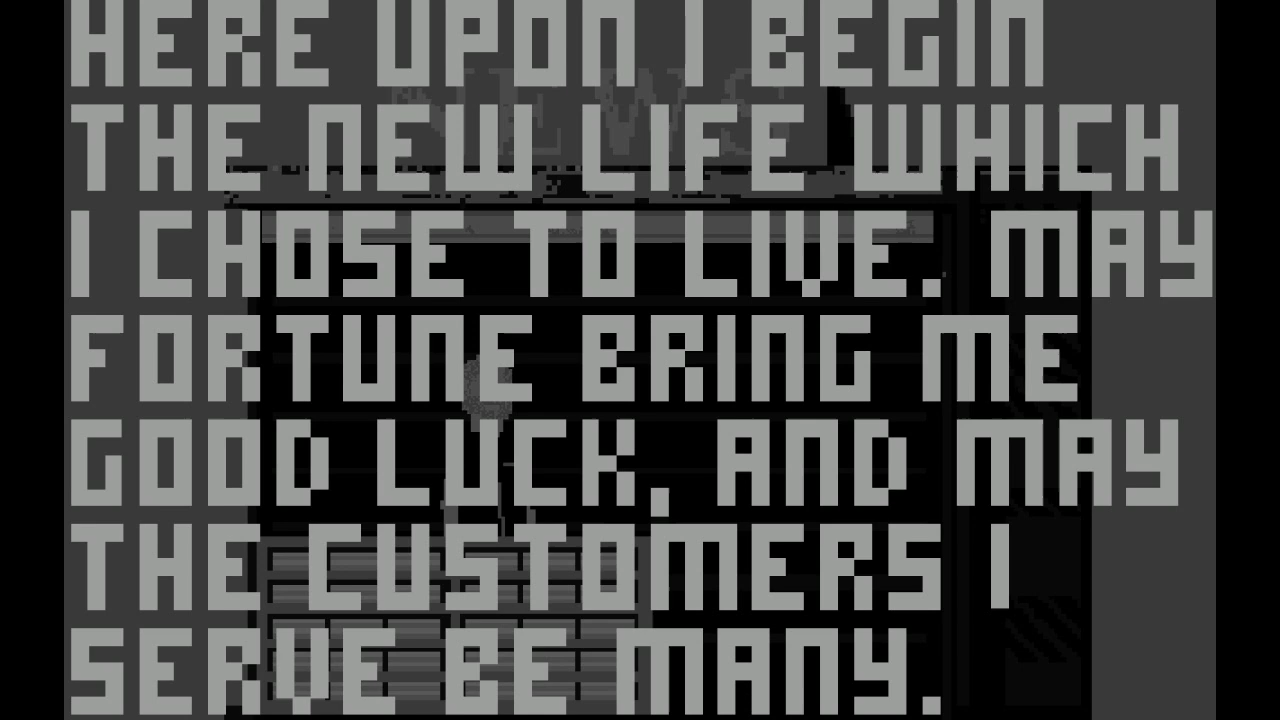 HERE UPON I BEGIN
NEWS
THE NEW LIFE WHICH
I CHOSE TO LIVE. MAY
FORTUNE BRING ME
GOOD LUCK, AND MAY
THE CUSTOMERS I
SERVE BE MANY.